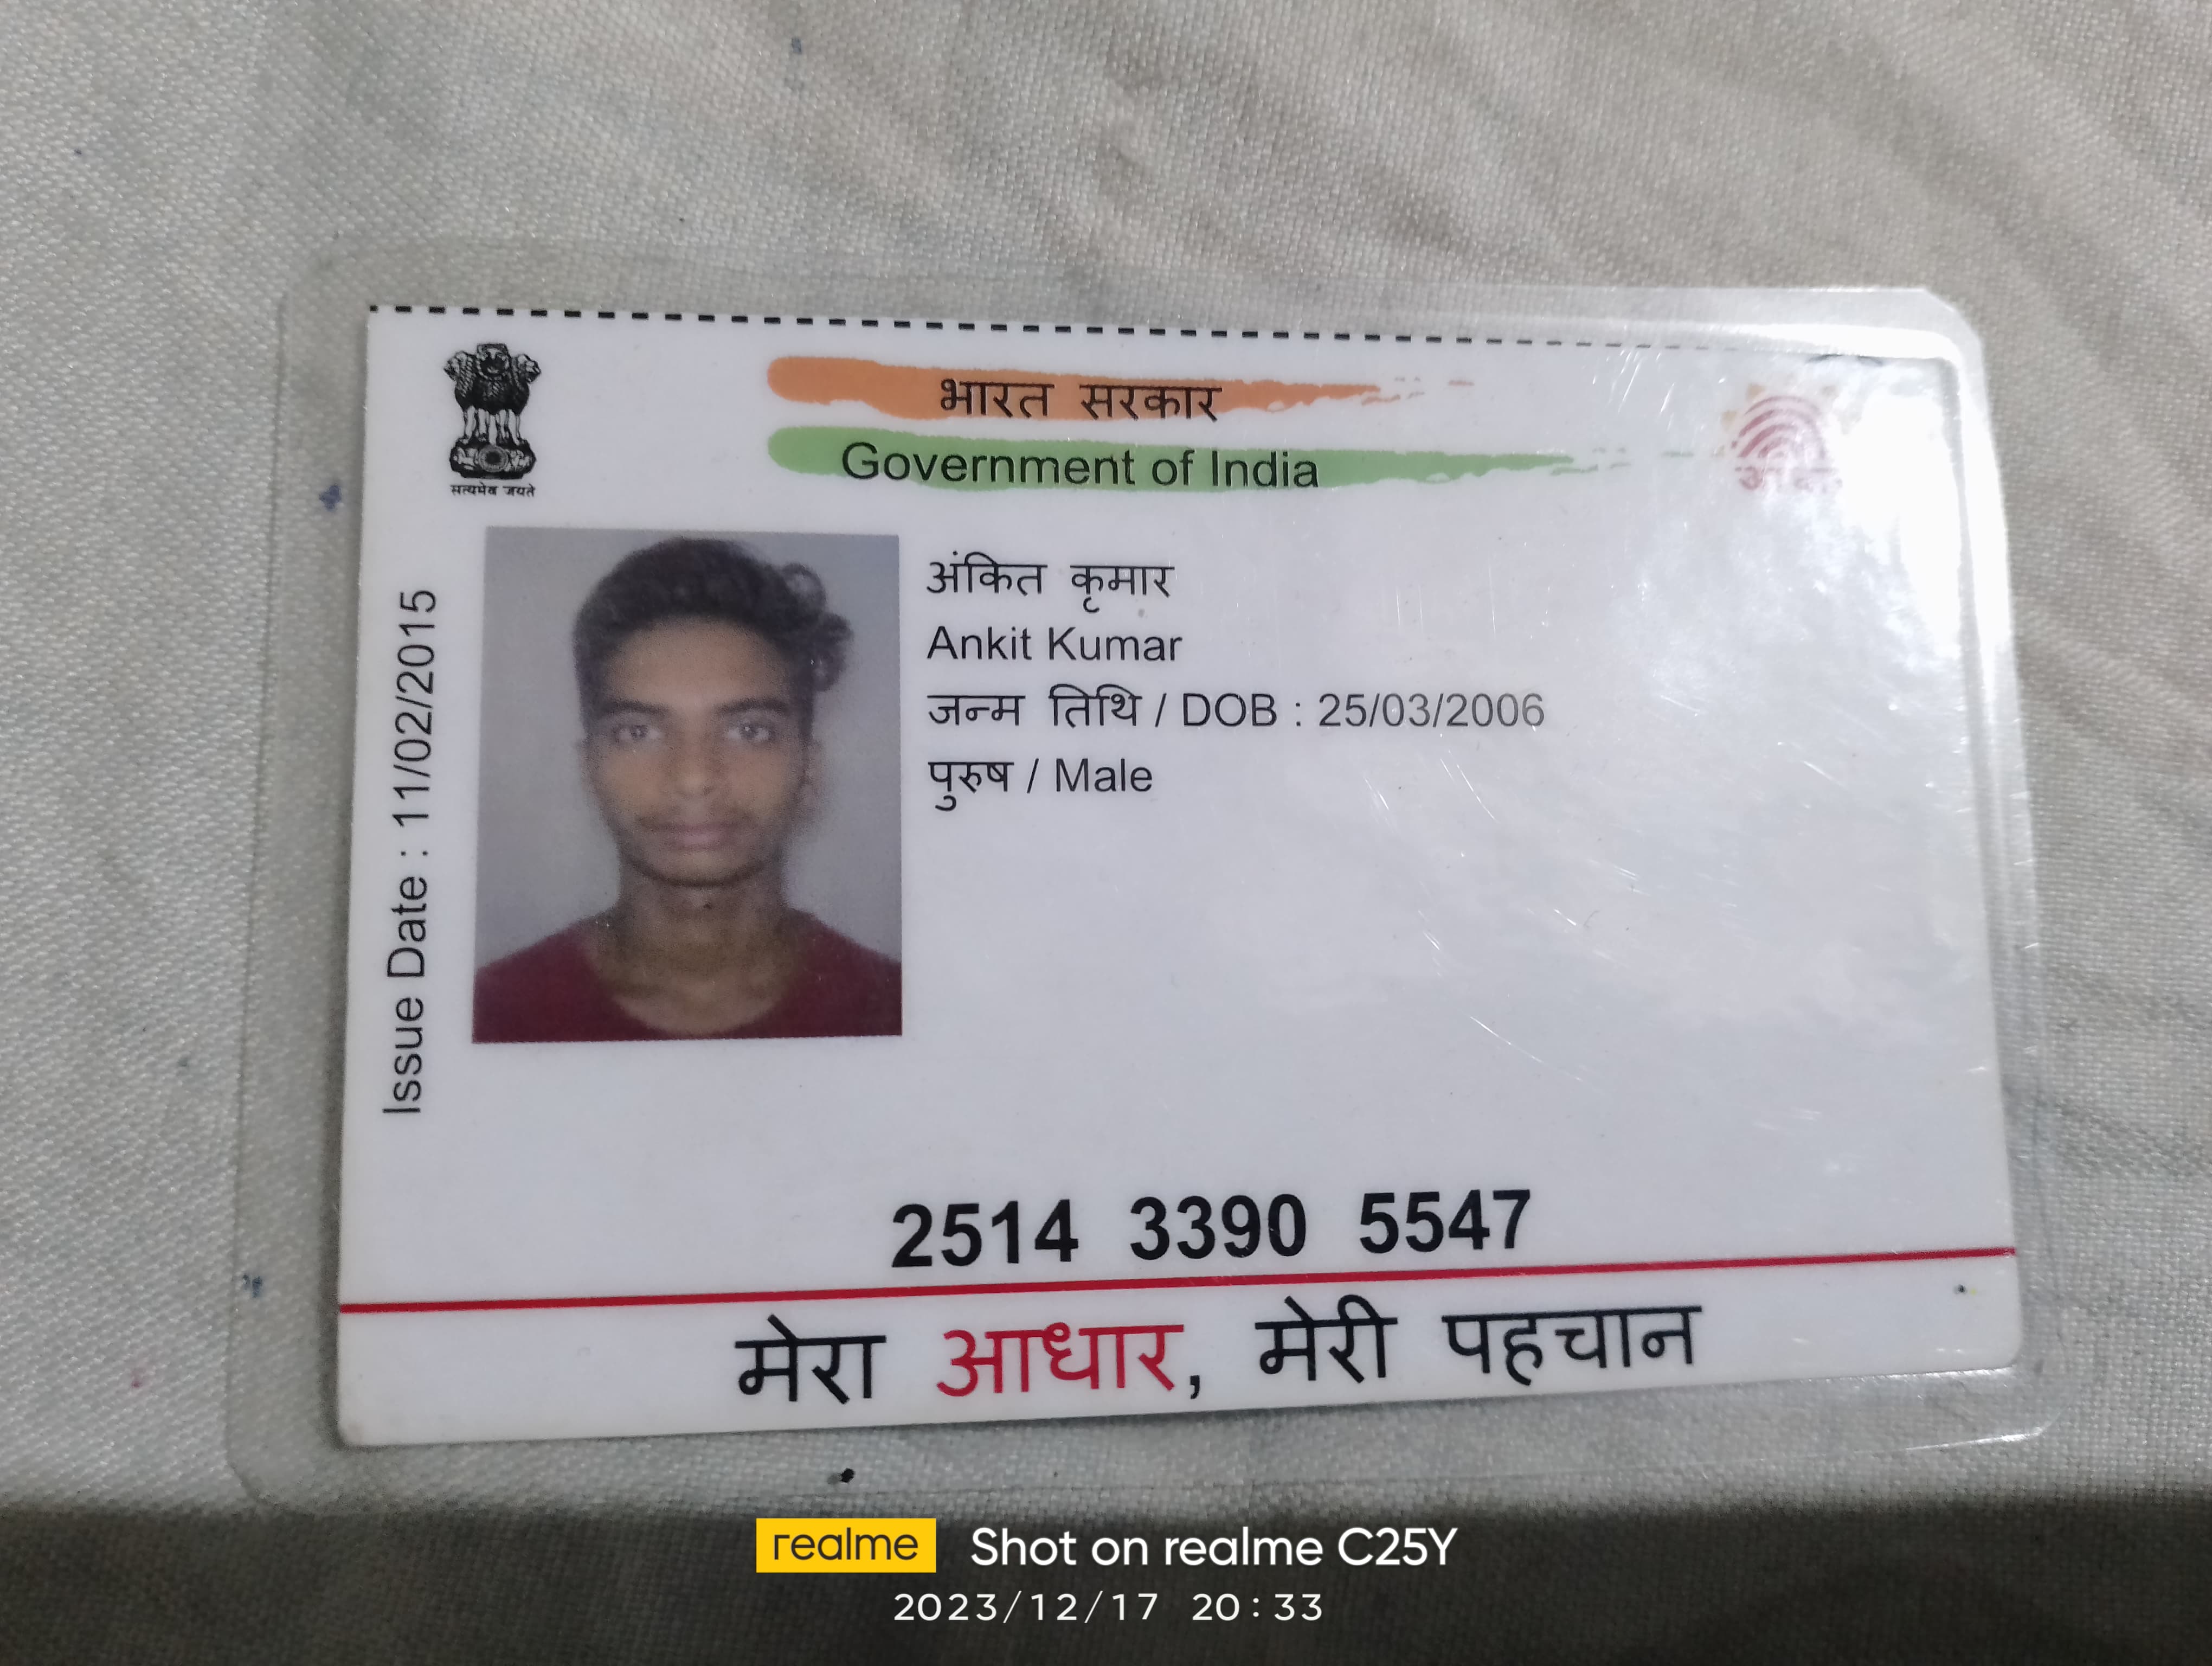 भारत सरकार
Government of India
सत्यमेव जयते
Issue Date : 11/02/2015
अंकित कृमार
Ankit Kumar
जन्म तिथि / DOB : 25/03/2006
पुरुष / Male
2514 3390 5547
मेरा आधार, मेरी पहचान
realme Shot on realme C25Y
2023/12/17 20:33